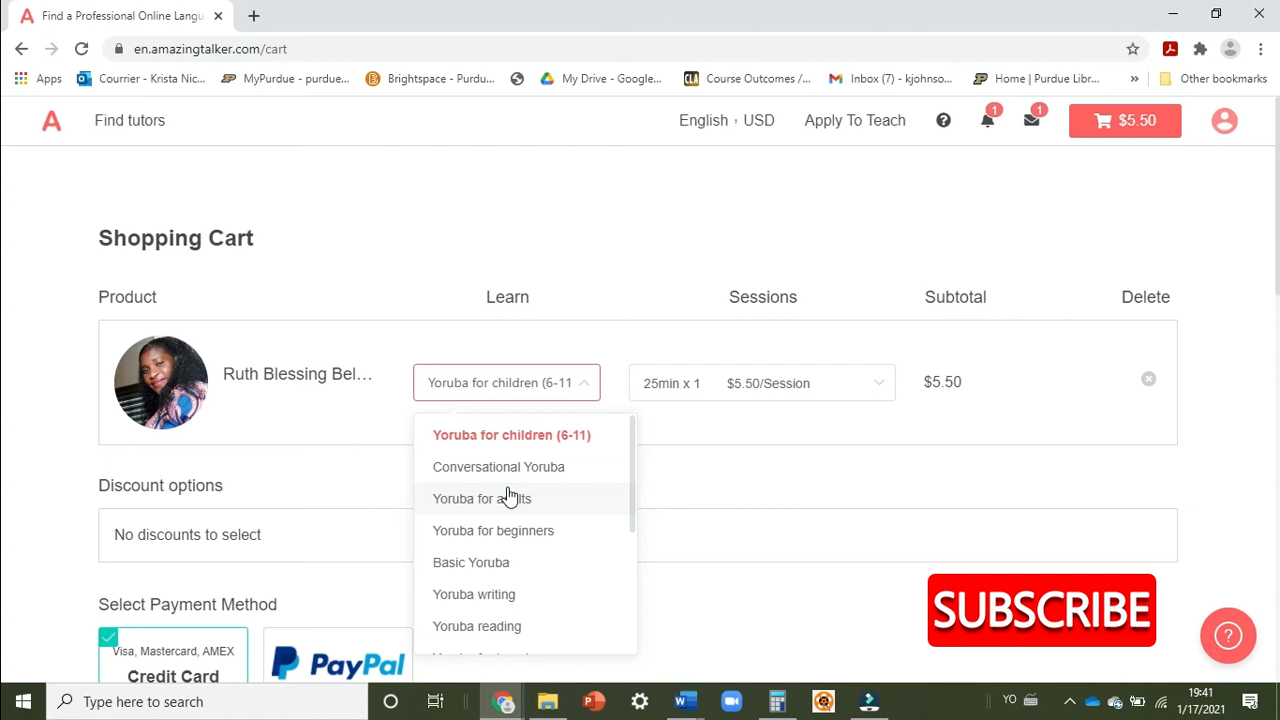 Find a Professional Online Langu
en.amazingtalker.com/cart
Apps
Courrier - Krista Nic...
MyPurdue - purdue...
Brightspace - Purdu...
My Drive - Google...
Course Outcomes /...
Inbox (7) - kjohnso...
Home | Purdue Libr...
»
Other bookmarks
A
Find tutors
English
USD
Apply To Teach
?
1
1
$5.50
Shopping Cart
Product
Learn
Sessions
Subtotal
Delete
Ruth Blessing Bel...
Yoruba for children (6-11
25min x 1
$5.50/Session
$5.50
Yoruba for children (6-11)
Conversational Yoruba
Yoruba for adults
Yoruba for beginners
Basic Yoruba
Yoruba writing
Yoruba reading
Discount options
No discounts to select
Select Payment Method
Visa, Mastercard, AMEX
Credit Card
PayPal
SUBSCRIBE
?
Type here to search
YO
19:41
1/17/2021